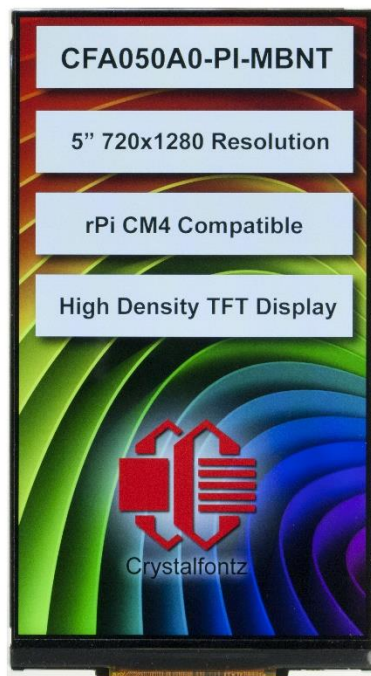 CFA050A0-PI-MBNT
5” 720x1280 Resolution
rPi CM4 Compatible
High Density TFT Display
Crystalfontz